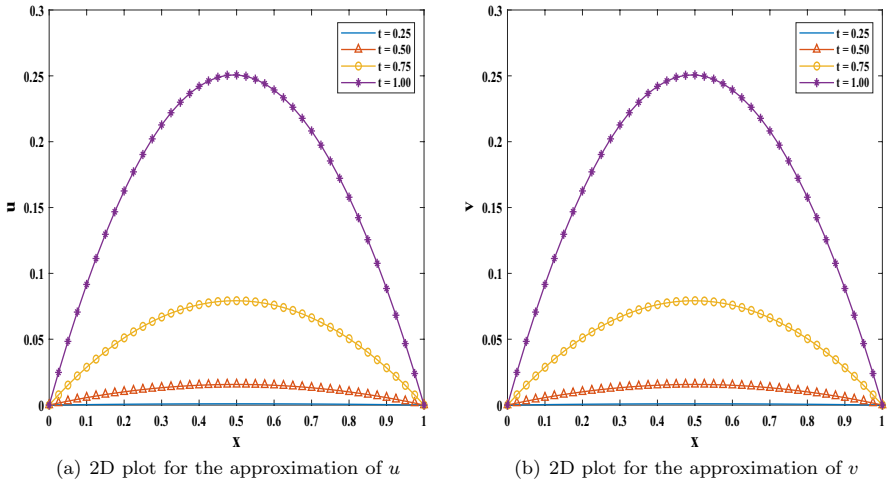 0.3
0.25
0.2
0.15
0.1
0.05
0
u
t = 0.25
t = 0.50
t = 0.75
t = 1.00
0 0.1 0.2 0.3 0.4 0.5 0.6 0.7 0.8 0.9 1
x
(a) 2D plot for the approximation of u
0.3
0.25
0.2
0.15
0.1
0.05
0
v
t = 0.25
t = 0.50
t = 0.75
t = 1.00
0 0.1 0.2 0.3 0.4 0.5 0.6 0.7 0.8 0.9 1
x
(b) 2D plot for the approximation of v